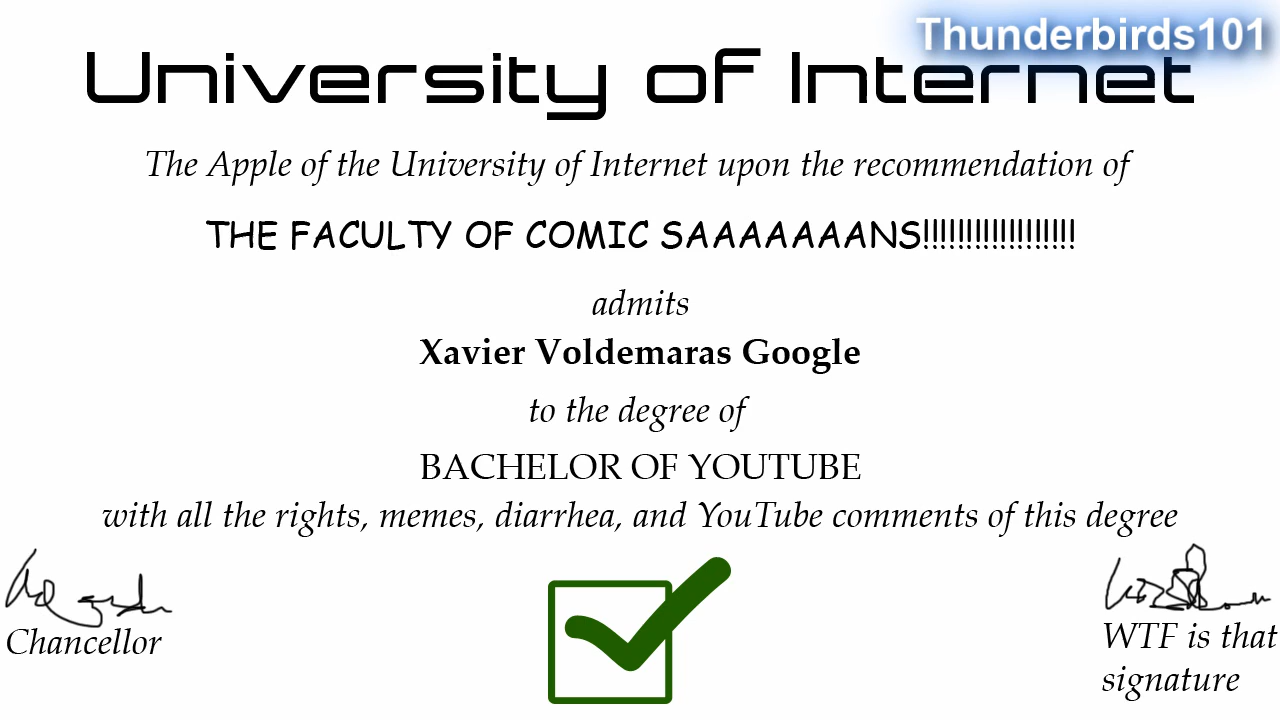 Thunderbirds101
University of Internet
The Apple of the University of Internet upon the recommendation of
THE FACULTY OF COMIC SAAAAAAANS!!!!!!!!!!!!!!!!!!
admits
Xavier Voldemaras Google
to the degree of
BACHELOR OF YOUTUBE
with all the rights, memes, diarrhea, and YouTube comments of this degree
Chancellor
WTF is that
signature